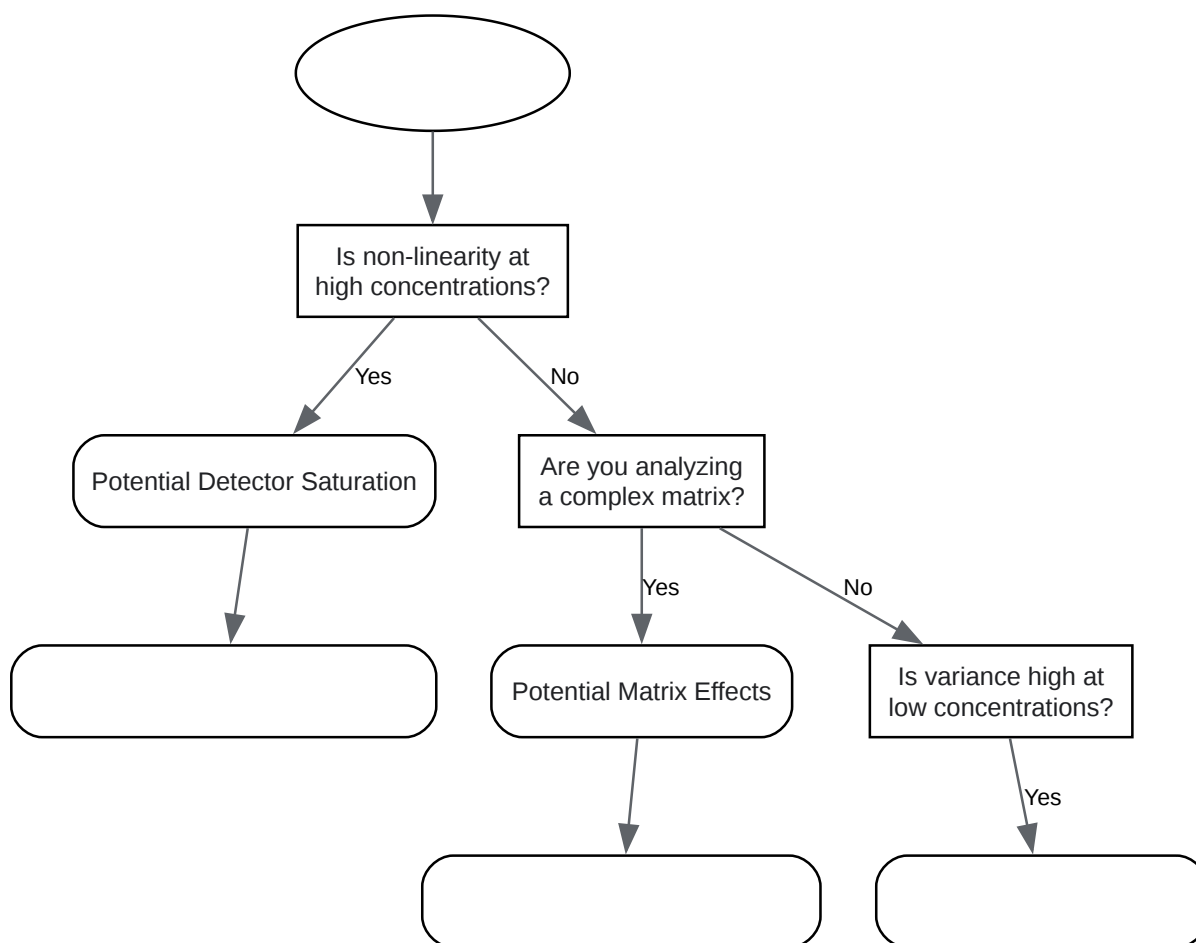 Is non-linearity at
high concentrations?
Yes
No
Potential Detector Saturation
Are you analyzing
a complex matrix?
Yes
No
Potential Matrix Effects
Is variance high at
low concentrations?
Yes